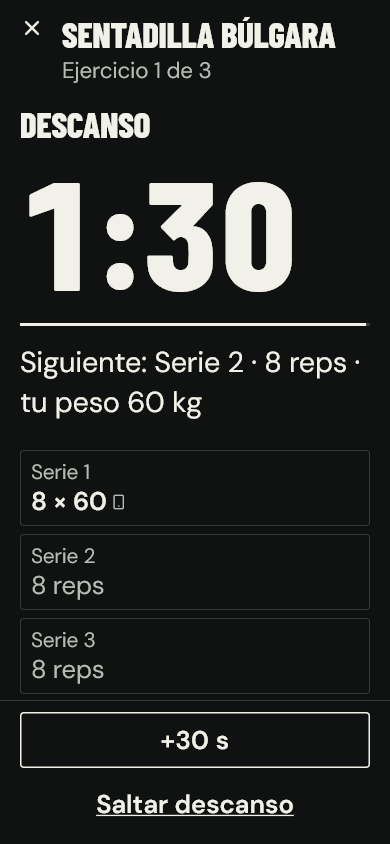 SENTADILLA BÚLGARA
Ejercicio 1 de 3
DESCANSO
1:30
Siguiente: Serie 2 · 8 reps ·
tu peso 60 kg
Serie 1
8 × 60
Serie 2
8 reps
Serie 3
8 reps
+30 s
Saltar descanso